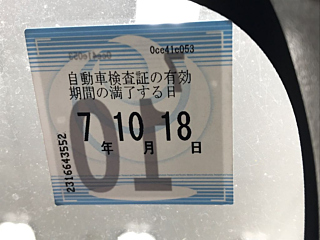 0cc41c053
自動車検査証の有効
期間の満了する日
7 10 18
年 月 日
2316643552
10